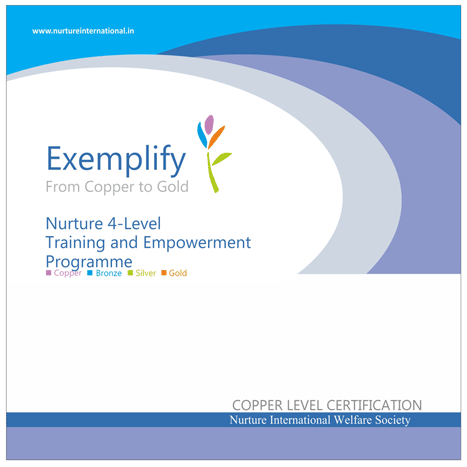 www.nurtureinternational.in
Exemplify
From Copper to Gold
Nurture 4-Level
Training and Empowerment
Programme
Copper Bronze Silver Gold
COPPER LEVEL CERTIFICATION
Nurture International Welfare Society